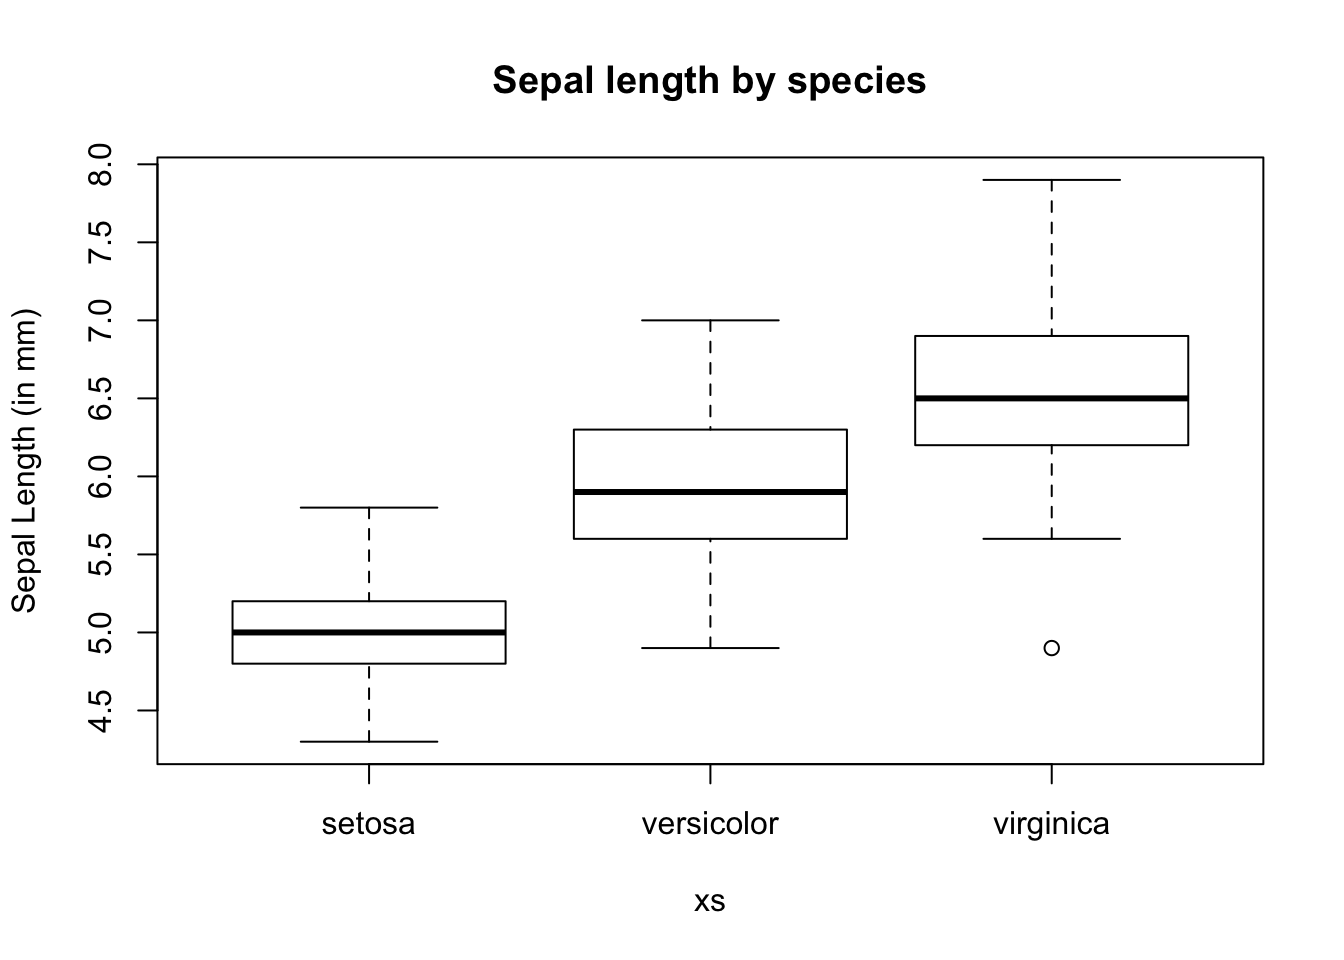 Sepal length by species
Sepal Length (in mm)
8.0
7.5
7.0
6.5
6.0
5.5
5.0
4.5
setosa versicolor virginica
xs